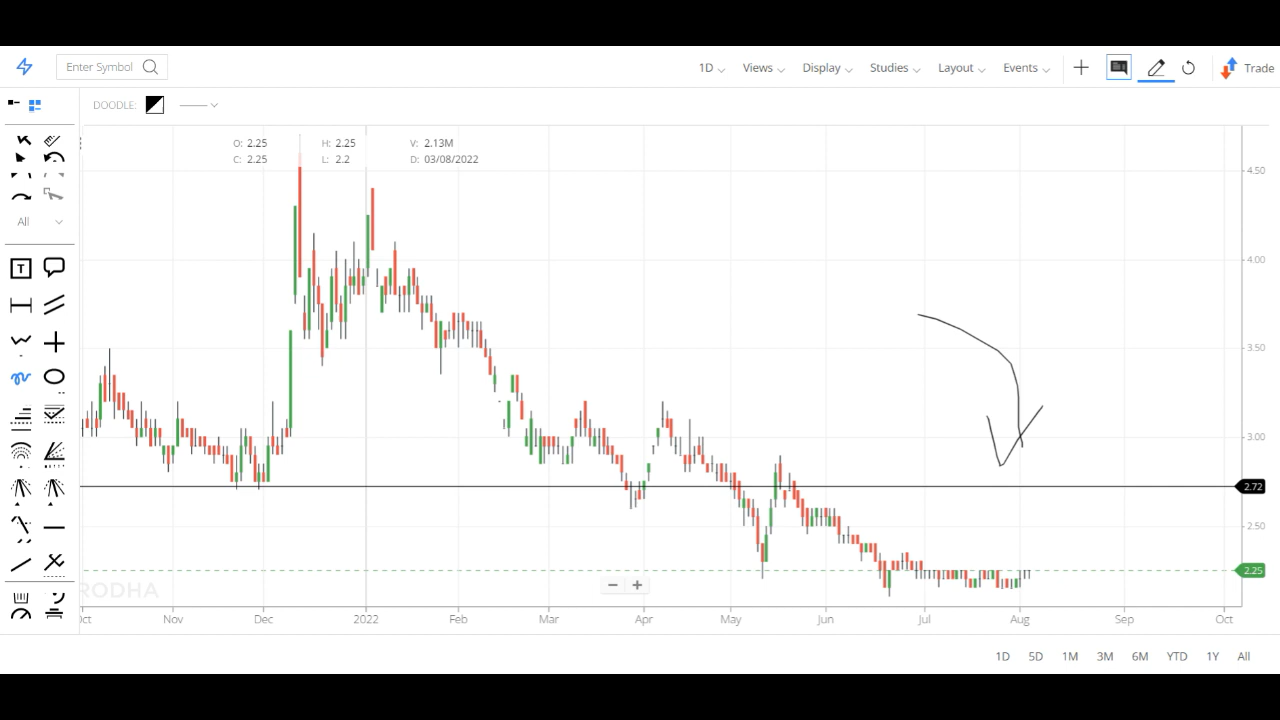 Enter Symbol 1D Views Display Studies Layout Events Trade
DOODLE:
O: 2.25 H: 2.25 V: 2.13M
C: 2.25 L: 2.2 D: 03/08/2022
All
T
4.50
4.00
3.50
3.00
2.72
2.50
2.25
RODHA
Nov Dec 2022 Feb Mar Apr May Jun Jul Aug Sep Oct
1D 5D 1M 3M 6M YTD 1Y All